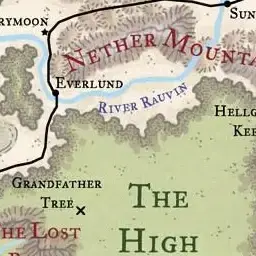 RYMOON
SUN
NETHER MOUNTA
EVERLUND
RIVER RAUVIN
HELLG
KEE
GRANDFATHER
TREE
THE
HIGH
HE LOST